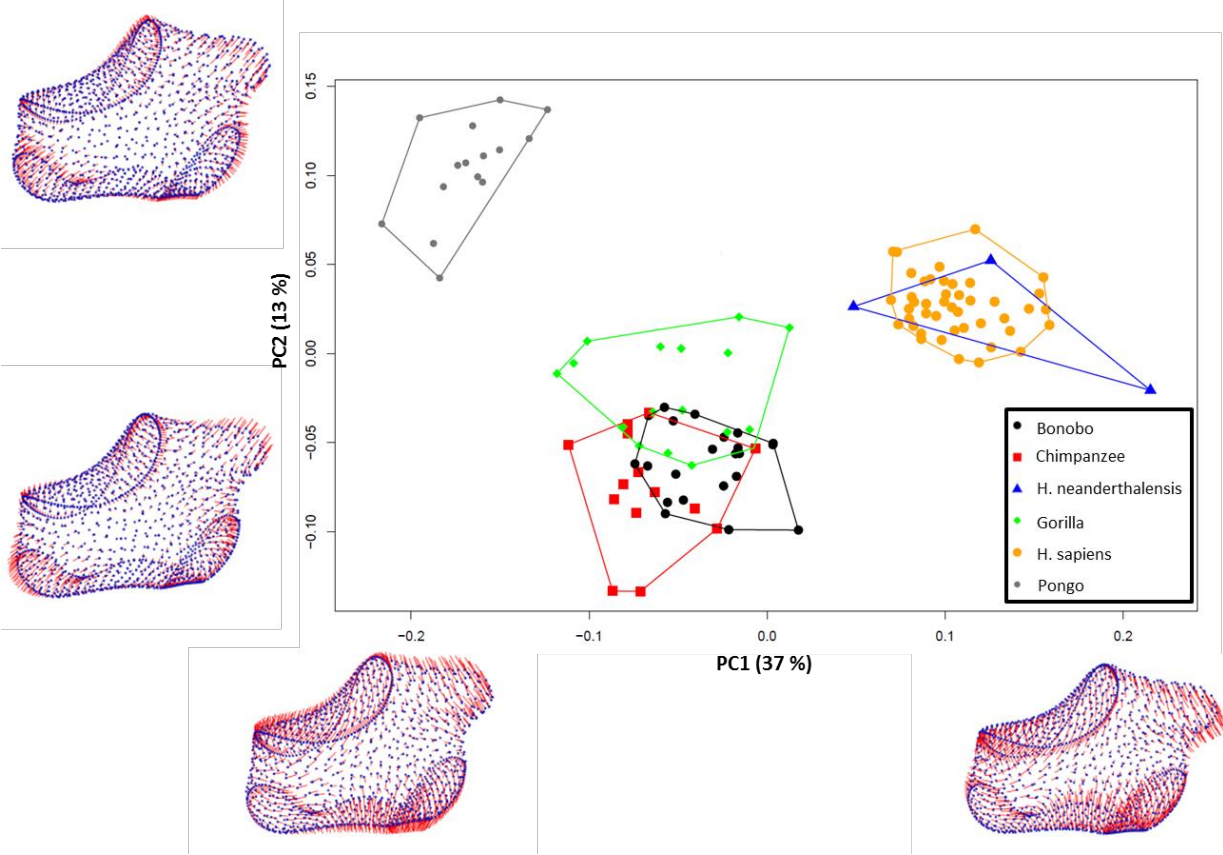 0.15
0.10
0.05
0.00
−0.05
−0.10
PC2 (13 %)
Bonobo
Chimpanzee
H. neanderthalensis
Gorilla
H. sapiens
Pongo
−0.2 −0.1 0.0 0.1 0.2
PC1 (37 %)